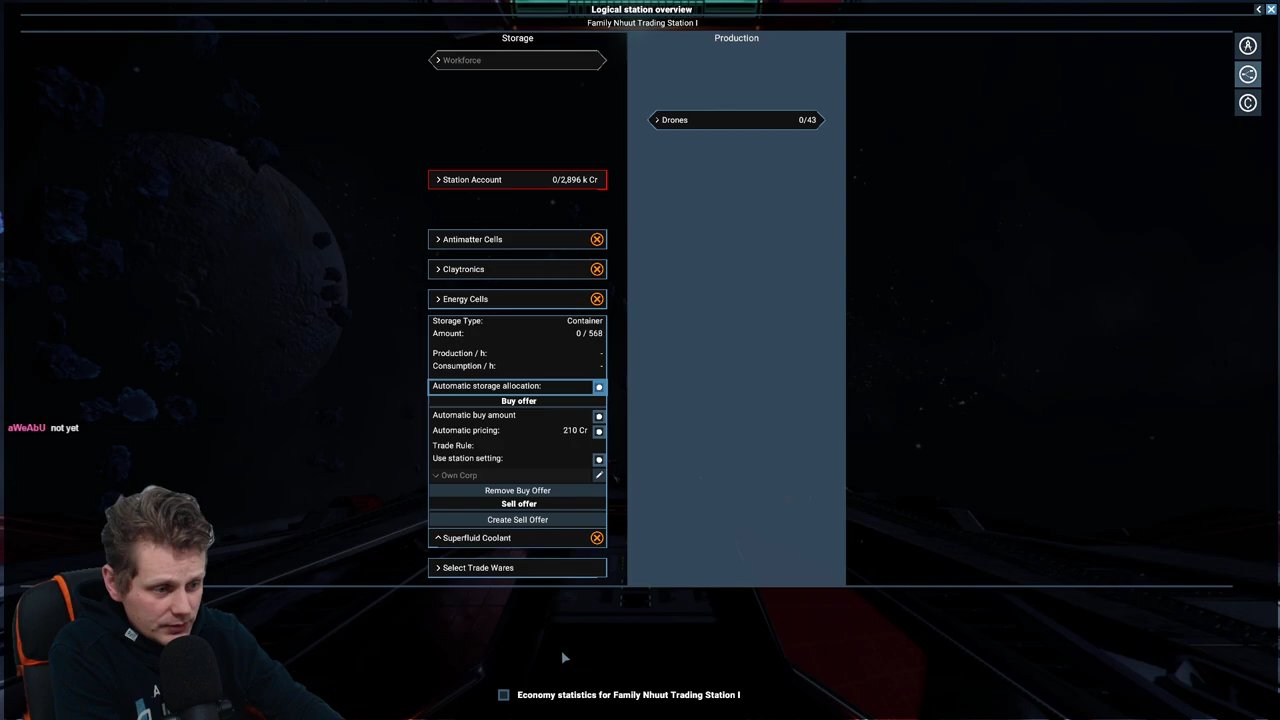 Logical station overview
Family Nhuut Trading Station I
Storage
Production
Workforce
Drones 0/43
Station Account 0/2,896 k Cr
Antimatter Cells
Claytronics
Energy Cells
Storage Type: Container
Amount: 0 / 568
Production / h: -
Consumption / h: -
Automatic storage allocation:
Buy offer
Automatic buy amount
Automatic pricing: 210 Cr
Trade Rule:
Use station setting:
Own Corp
Remove Buy Offer
Sell offer
Create Sell Offer
Superfluid Coolant
Select Trade Wares
aWeAbU not yet
Economy statistics for Family Nhuut Trading Station I